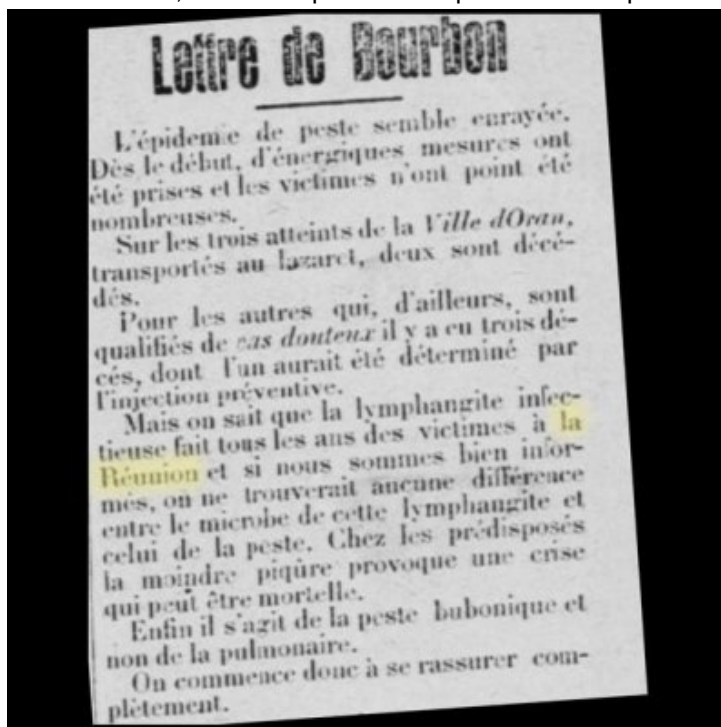 Lettre de Bourbon
L'épidemie de peste semble enrayée.
Dès le début, d'énergiques mesures ont
été prises et les victimes n'ont point été
nombreuses.
Sur les trois atteints de la Ville d'Oran,
transportés au lazaret, deux sont décé-
dés.
Pour les autres qui, d'ailleurs, sont
qualifiés de cas douteux il y a eu trois dé-
cés, dont l'un aurait été déterminé par
l'injection préventive.
Mais on sait que la lymphangite infec-
tieuse fait tous les ans des victimes à la
Réunion et si nous sommes bien infor-
més, on ne trouverait aucune différence
entre le microbe de cette lymphangite et
celui de la peste. Chez les prédisposés
la moindre piqûre provoque une crise
qui peut être mortelle.
Enfin il s'agit de la peste bubonique et
non de la pulmonaire.
On commence donc à se rassurer com-
plètement.